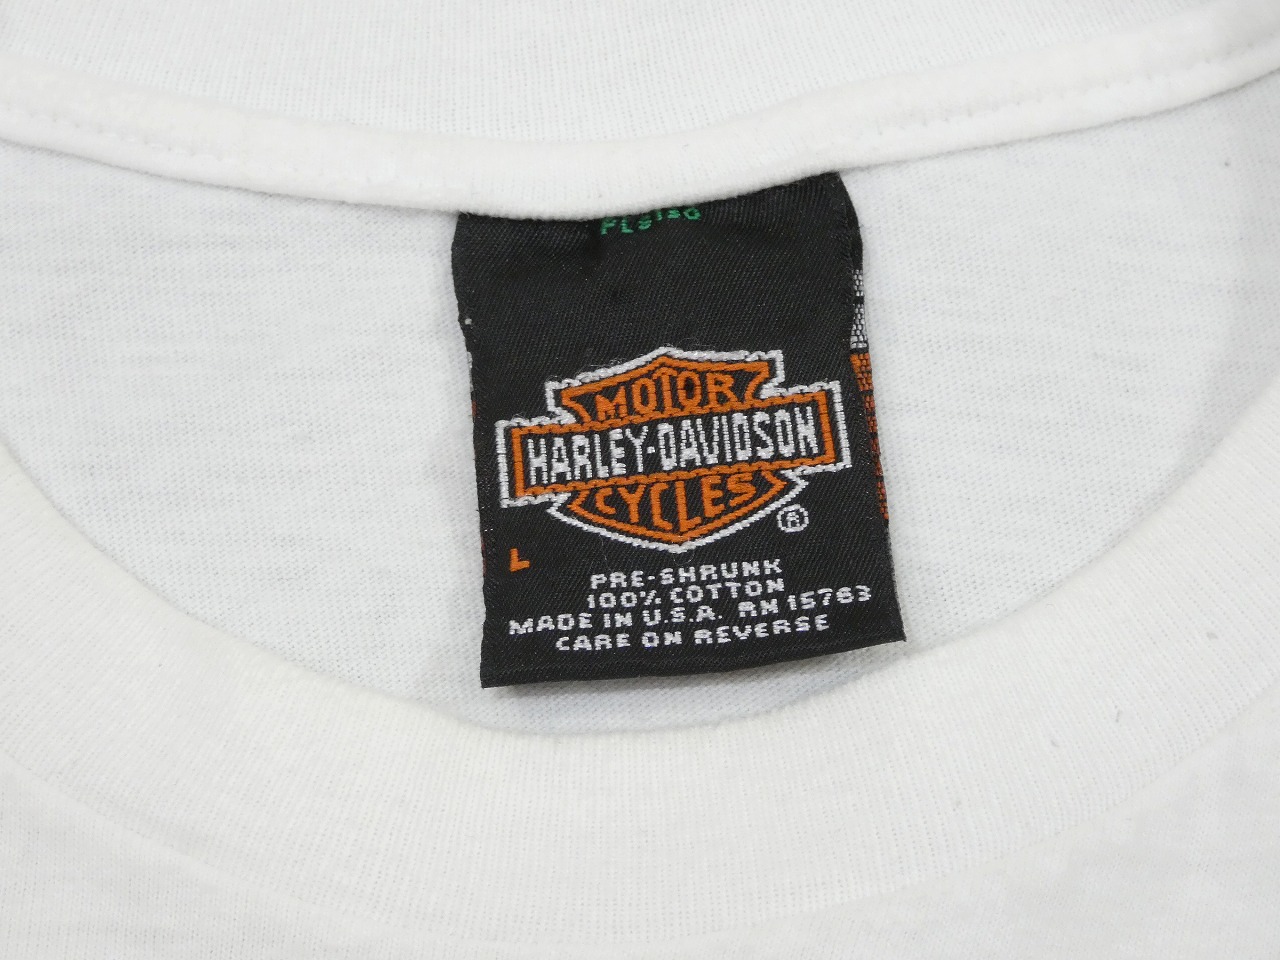 MOTOR
HARLEY-DAVIDSON
CYCLES
®
L
PRE-SHRUNK
100% COTTON
MADE IN U.S.A. RN 15763
CARE ON REVERSE